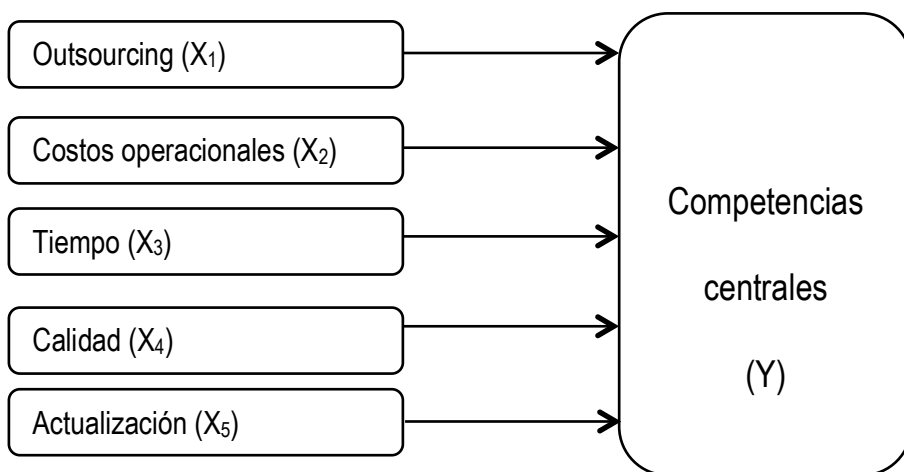 Outsourcing (X₁)
Costos operacionales (X₂)
Tiempo (X₃)
Calidad (X₄)
Actualización (X₅)
Competencias
centrales
(Y)